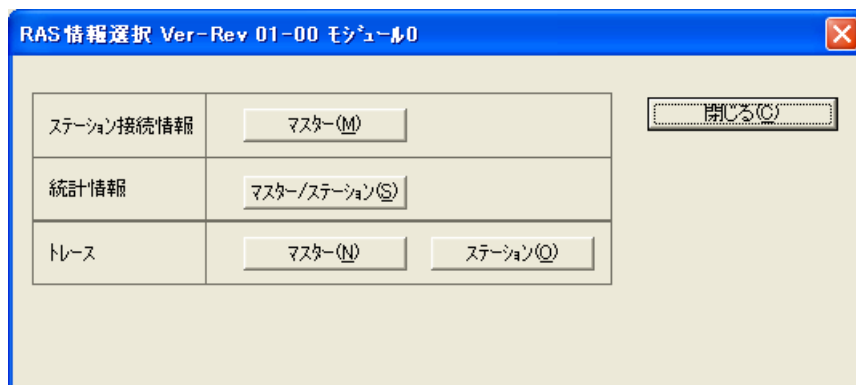 RAS情報選択 Ver-Rev 01-00 ﾓｼﾞｭｰﾙ0
ｽﾃｰｼｮﾝ接続情報 ﾏｽﾀｰ(M) 閉じる(C)
統計情報 ﾏｽﾀｰ/ｽﾃｰｼｮﾝ(S)
ﾄﾚｰｽ ﾏｽﾀｰ(N) ｽﾃｰｼｮﾝ(O)